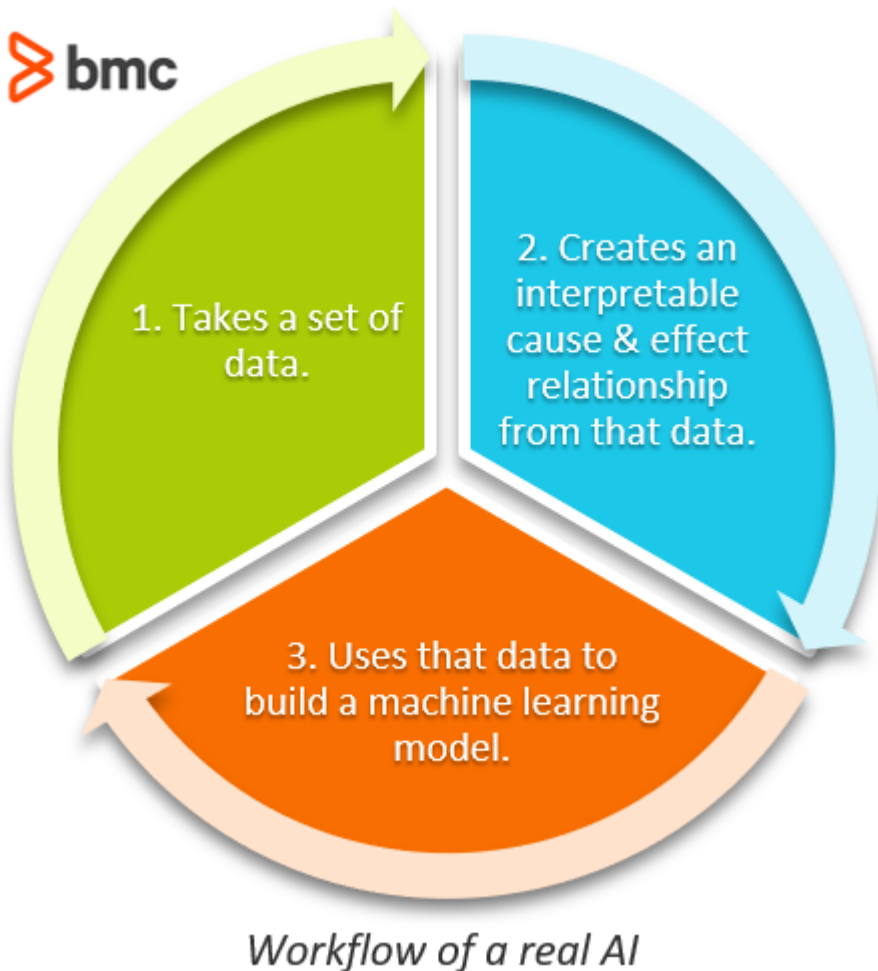 bmc
1. Takes a set of
data.
2. Creates an
interpretable
cause & effect
relationship
from that data.
3. Uses that data to
build a machine learning
model.
Workflow of a real AI